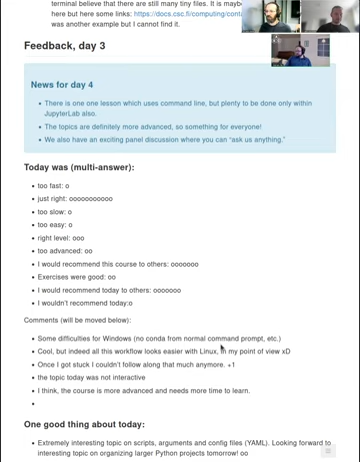 terminal believe that there are still many tiny files. It is mayb
here but here some links: https://docs.csc.fi/computing/cont
was another example but I cannot find it.
Feedback, day 3
News for day 4
• There is one one lesson which uses command line, but plenty to be done only within
JupyterLab also.
• The topics are definitely more advanced, so something for everyone!
• We also have an exciting panel discussion where you can “ask us anything.”
Today was (multi-answer):
• too fast: o
• just right: ooooooooooo
• too slow: o
• too easy: o
• right level: ooo
• too advanced: oo
• I would recommend this course to others: ooooooo
• Exercises were good: oo
• I would recommend today to others: ooooooo
• I wouldn't recommend today:o
Comments (will be moved below):
• Some difficulties for Windows (no conda from normal command prompt, etc.)
• Cool, but indeed all this workflow looks easier with Linux, in my point of view xD
• Once I got stuck I couldn't follow along that much anymore. +1
• the topic today was not interactive
• I think, the course is more advanced and needs more time to learn.
•
One good thing about today:
• Extremely interesting topic on scripts, arguments and config files (YAML). Looking forward to
interesting topic on organizing larger Python projects tomorrow! oo